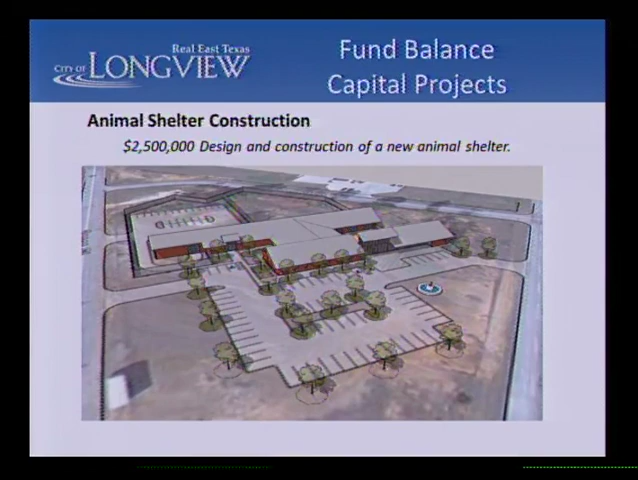 Real East Texas
CITY OF LONGVIEW
Fund Balance
Capital Projects
Animal Shelter Construction
$2,500,000 Design and construction of a new animal shelter.